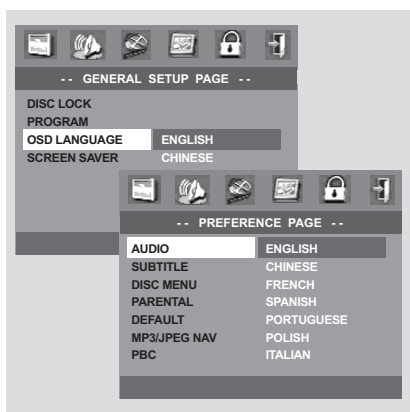 -- GENERAL SETUP PAGE --
DISC LOCK
PROGRAM
OSD LANGUAGE ENGLISH
SCREEN SAVER CHINESE
-- PREFERENCE PAGE --
AUDIO ENGLISH
SUBTITLE CHINESE
DISC MENU FRENCH
PARENTAL SPANISH
DEFAULT PORTUGUESE
MP3/JPEG NAV POLISH
PBC ITALIAN